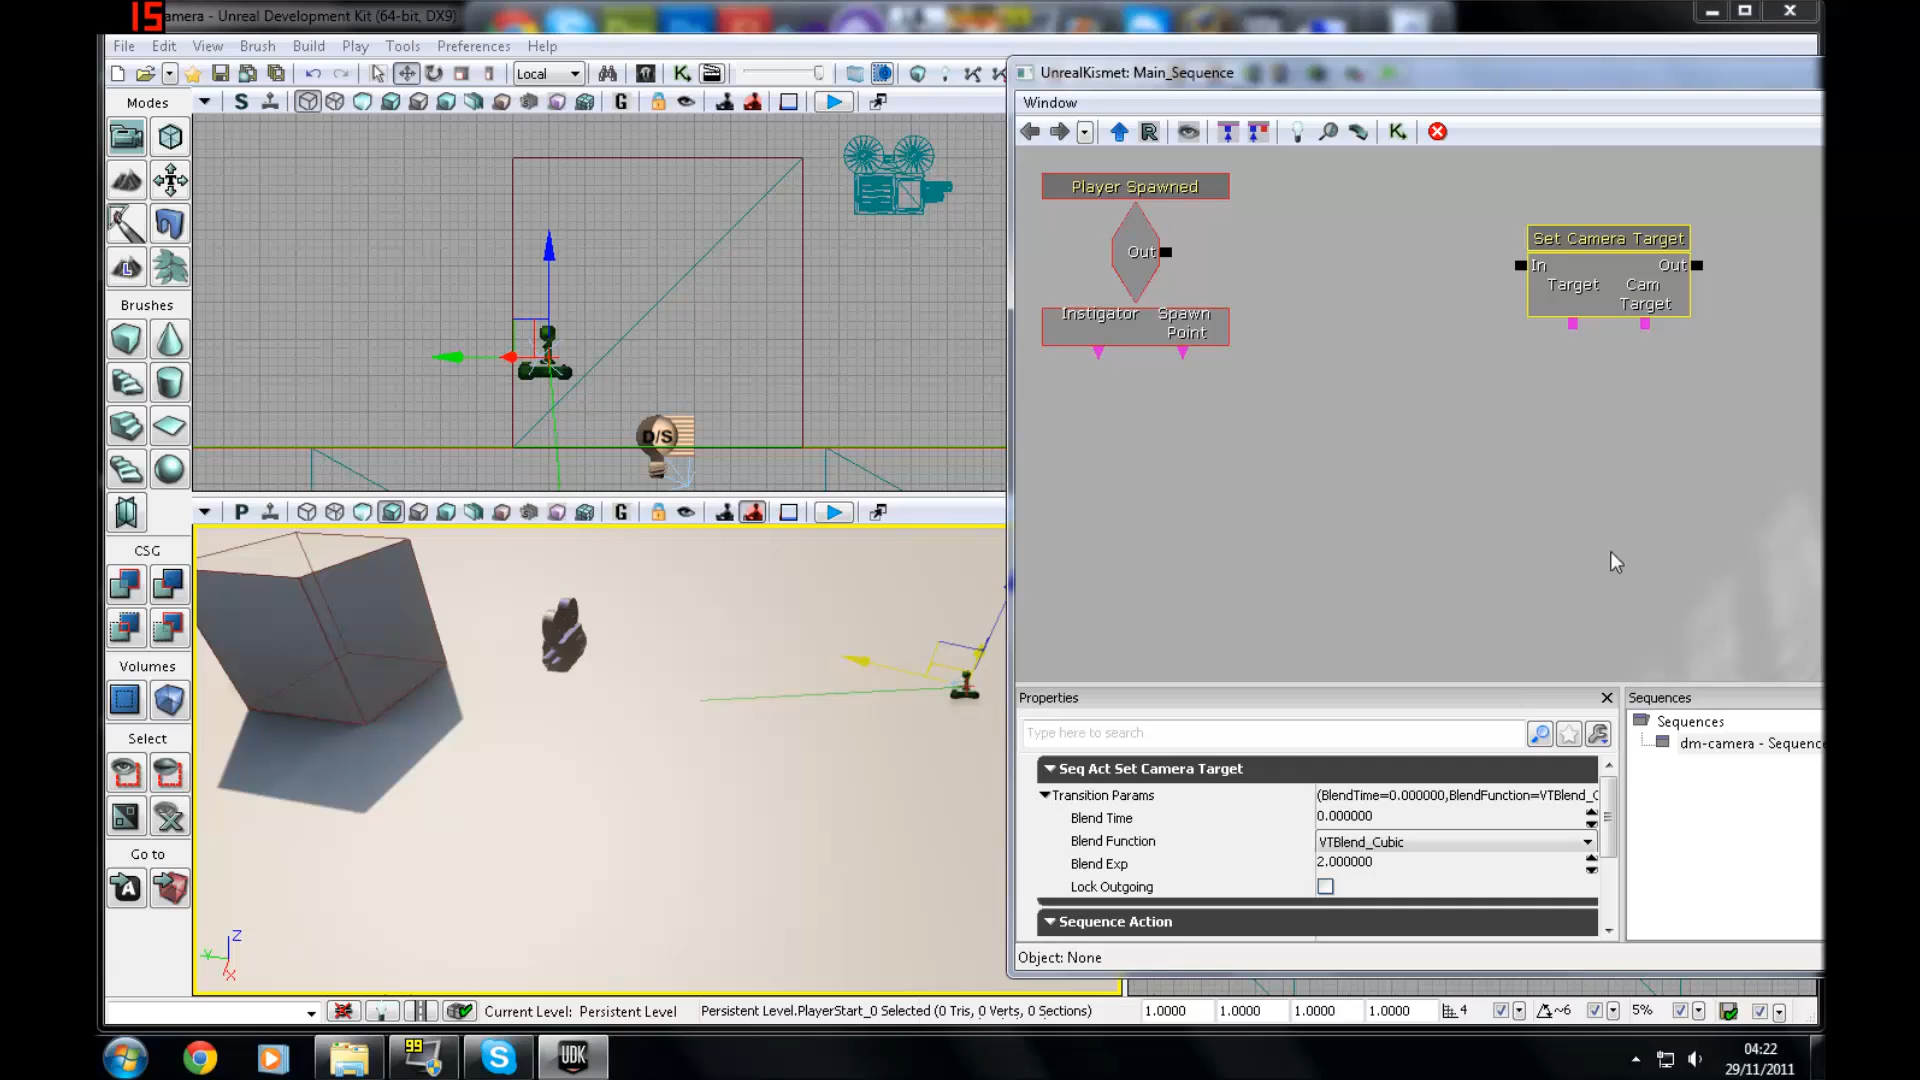 15
amera - Unreal Development Kit (64-bit, DX9)
File Edit View Brush Build Play Tools Preferences Help
Local
UnrealKismet: Main_Sequence
Window
Modes
S
G
R
K
Player Spawned
Out
Instigator
Spawn
Point
Set Camera Target
In
Out
Target
Cam
Target
L
Brushes
D/S
P
G
CSG
Volumes
Select
Go to
A
Z
Y
X
Properties
Type here to search
Seq Act Set Camera Target
Transition Params (BlendTime=0.000000,BlendFunction=VTBlend_C
Blend Time 0.000000
Blend Function VTBlend_Cubic
Blend Exp 2.000000
Lock Outgoing
Sequence Action
Object: None
Sequences
Sequences
dm-camera - Sequence
Current Level: Persistent Level
Persistent Level.PlayerStart_0 Selected (0 Tris, 0 Verts, 0 Sections)
1.0000 1.0000 1.0000 1.0000 4 ~6 5%
99
S
UDK
04:22
29/11/2011